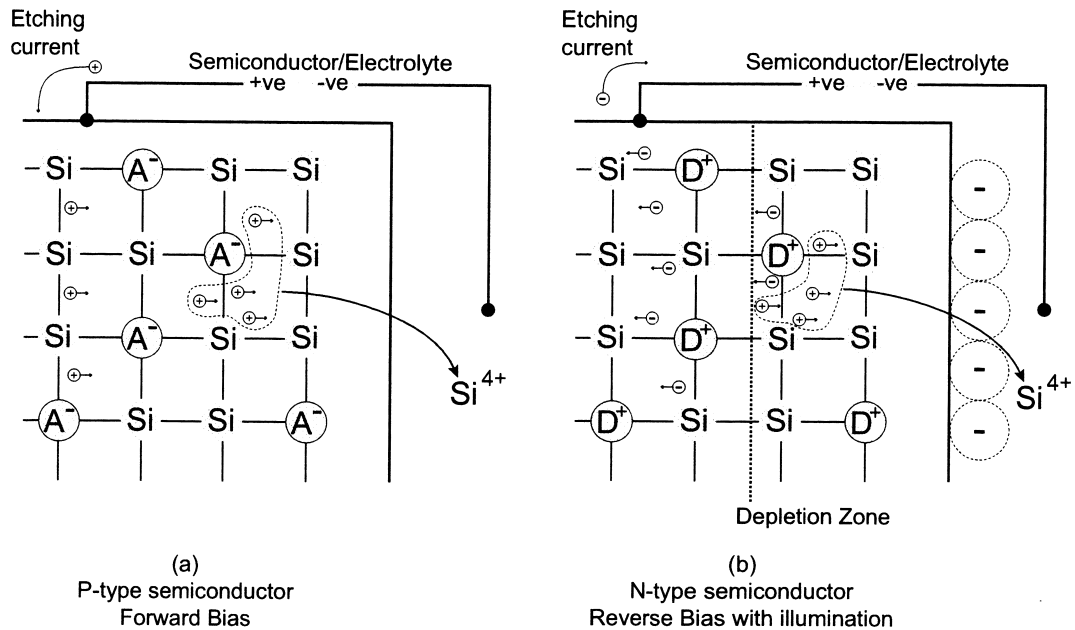 Etching
current
⊕
Semiconductor/Electrolyte
+ve -ve
Si A⁻ Si Si
⊕
⊕
Si Si A⁻ Si
⊕ ⊕ ⊕
⊕
Si A⁻ Si Si
⊕
Si⁴⁺
A⁻ Si Si A⁻
(a)
P-type semiconductor
Forward Bias
Etching
current
⊖
Semiconductor/Electrolyte
+ve -ve
Si ⊖ D⁺ Si Si
⊖ ⊖ -
⊕
Si Si D⁺ Si -
⊖ ⊖
⊕ ⊕ -
⊖ ⊕
Si D⁺ Si Si
-
⊖ Si⁴⁺
D⁺ Si Si D⁺ -
Depletion Zone
(b)
N-type semiconductor
Reverse Bias with illumination